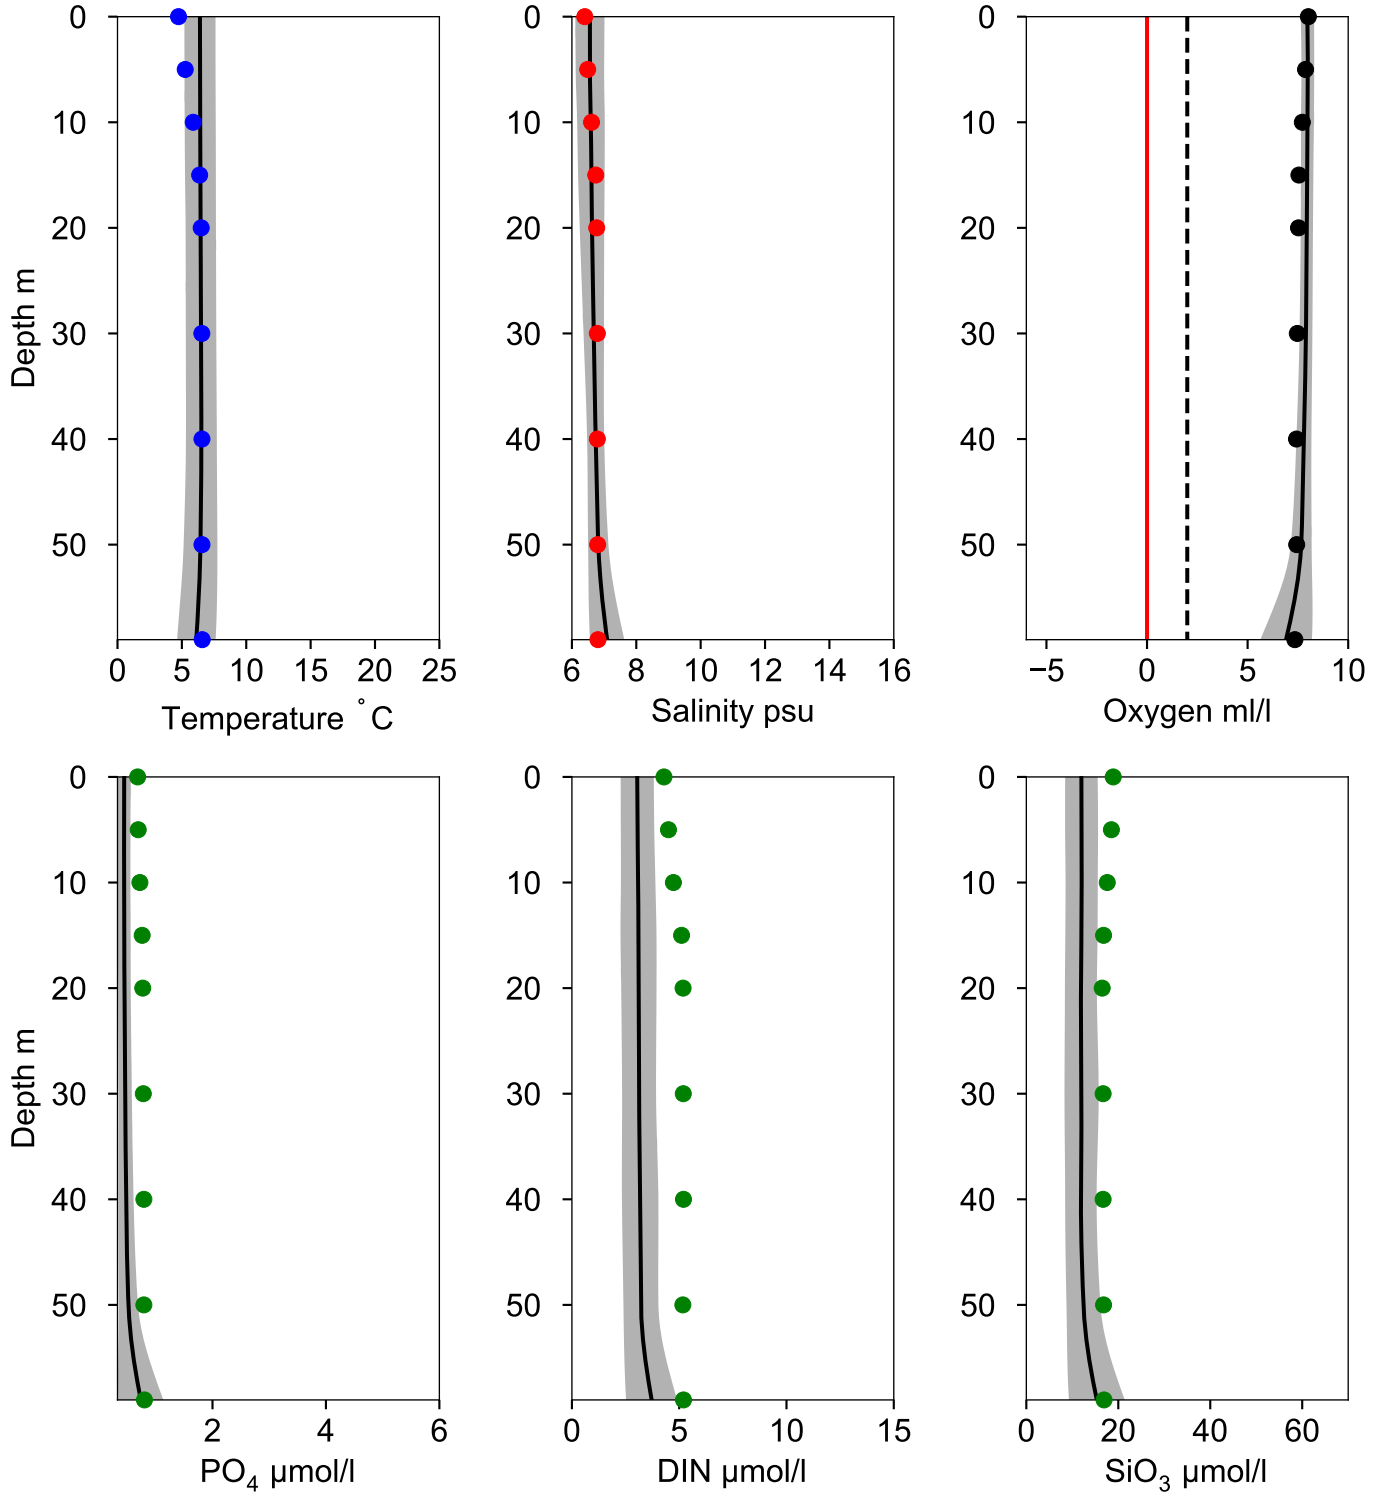 0
10
20
30
40
50
Depth m
0 5 10 15 20 25
Temperature °C
0
10
20
30
40
50
6 8 10 12 14 16
Salinity psu
0
10
20
30
40
50
−5 0 5 10
Oxygen ml/l
0
10
20
30
40
50
Depth m
2 4 6
PO₄ µmol/l
0
10
20
30
40
50
0 5 10 15
DIN µmol/l
0
10
20
30
40
50
0 20 40 60
SiO₃ µmol/l